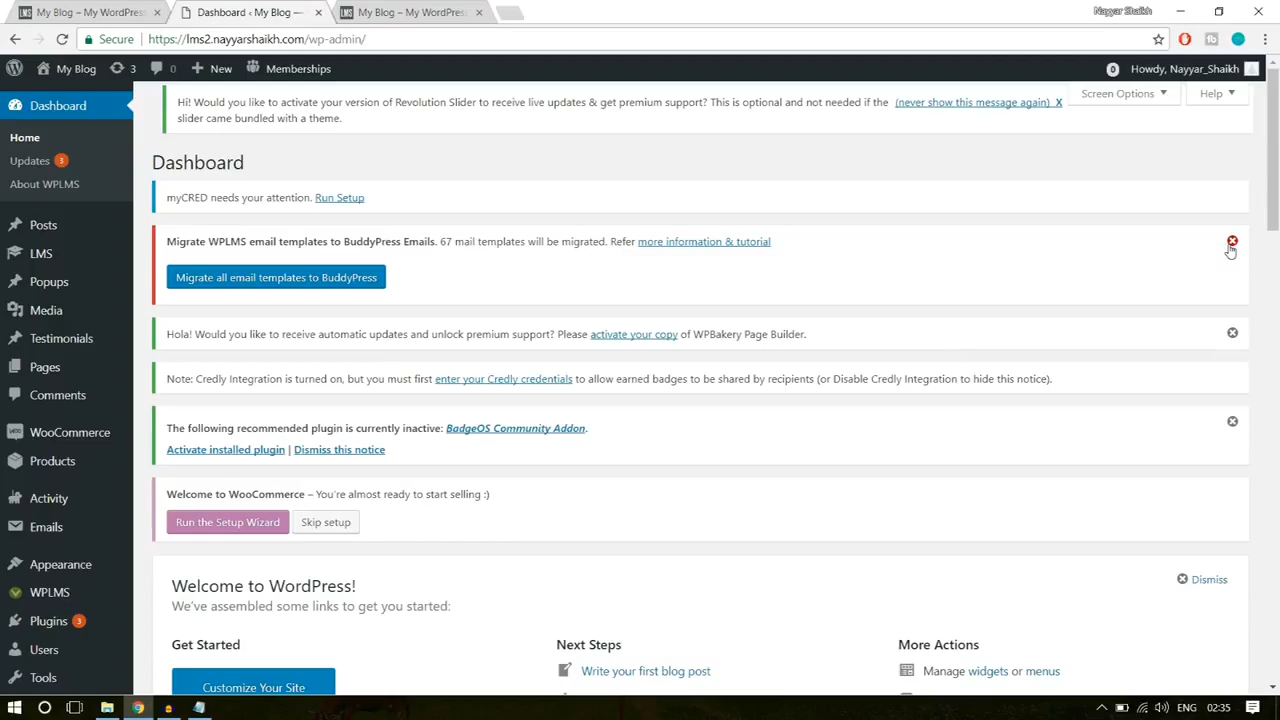 My Blog – My WordPress
Dashboard ‹ My Blog —
My Blog – My WordPress
Nayyar Shaikh
Secure
https://lms2.nayyarshaikh.com/wp-admin/
My Blog
3
0
New
Memberships
0
Howdy, Nayyar_Shaikh
Dashboard
Home
Updates 3
About WPLMS
Posts
LMS
Popups
Media
Testimonials
Pages
Comments
WooCommerce
Products
Activity
Emails
Appearance
WPLMS
Plugins 3
Users
Tools
Hi! Would you like to activate your version of Revolution Slider to receive live updates & get premium support? This is optional and not needed if the
slider came bundled with a theme.
(never show this message again) X
Screen Options
Help
Dashboard
myCRED needs your attention. Run Setup
Migrate WPLMS email templates to BuddyPress Emails. 67 mail templates will be migrated. Refer more information & tutorial
Migrate all email templates to BuddyPress
Hola! Would you like to receive automatic updates and unlock premium support? Please activate your copy of WPBakery Page Builder.
Note: Credly Integration is turned on, but you must first enter your Credly credentials to allow earned badges to be shared by recipients (or Disable Credly Integration to hide this notice).
The following recommended plugin is currently inactive: BadgeOS Community Addon.
Activate installed plugin | Dismiss this notice
Welcome to WooCommerce – You're almost ready to start selling :)
Run the Setup Wizard
Skip setup
Welcome to WordPress!
Dismiss
We've assembled some links to get you started:
Get Started
Next Steps
More Actions
Customize Your Site
Write your first blog post
Manage widgets or menus
ENG
02:35